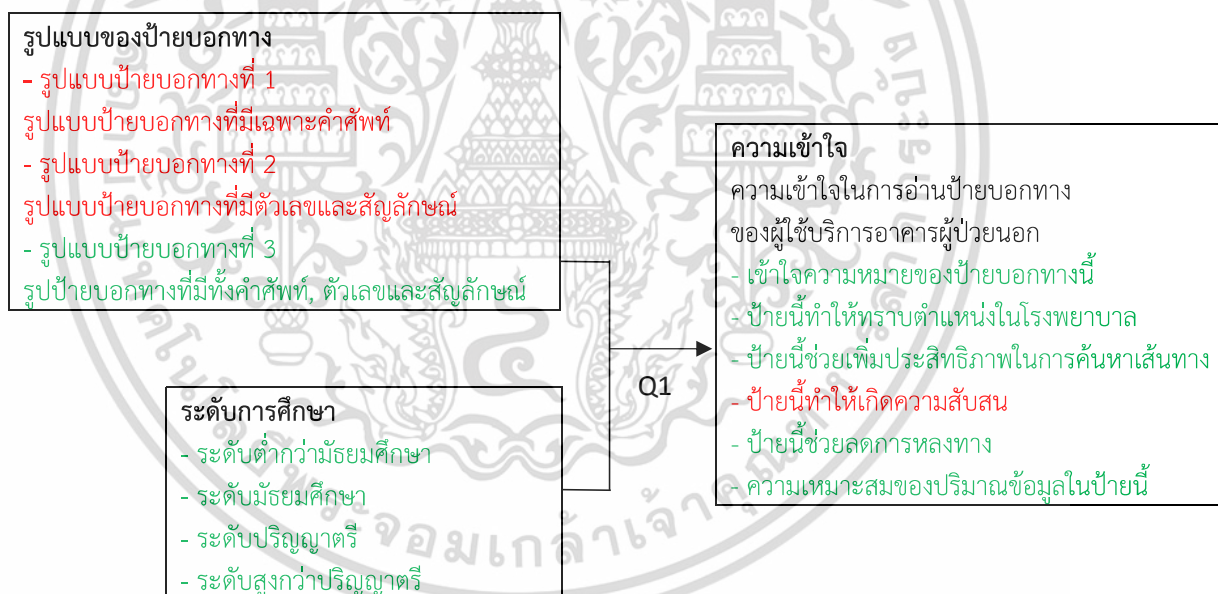 รูปแบบของป้ายบอกทาง
- รูปแบบป้ายบอกทางที่ 1
รูปแบบป้ายบอกทางที่มีเฉพาะคำศัพท์
- รูปแบบป้ายบอกทางที่ 2
รูปแบบป้ายบอกทางที่มีตัวเลขและสัญลักษณ์
- รูปแบบป้ายบอกทางที่ 3
รูปป้ายบอกทางที่มีทั้งคำศัพท์, ตัวเลขและสัญลักษณ์
ระดับการศึกษา
- ระดับต่ำกว่ามัธยมศึกษา
- ระดับมัธยมศึกษา
- ระดับปริญญาตรี
- ระดับสูงกว่าปริญญาตรี
Q1
ความเข้าใจ
ความเข้าใจในการอ่านป้ายบอกทาง
ของผู้ใช้บริการอาคารผู้ป่วยนอก
- เข้าใจความหมายของป้ายบอกทางนี้
- ป้ายนี้ทำให้ทราบตำแหน่งในโรงพยาบาล
- ป้ายนี้ช่วยเพิ่มประสิทธิภาพในการค้นหาเส้นทาง
- ป้ายนี้ทำให้เกิดความสับสน
- ป้ายนี้ช่วยลดการหลงทาง
- ความเหมาะสมของปริมาณข้อมูลในป้ายนี้